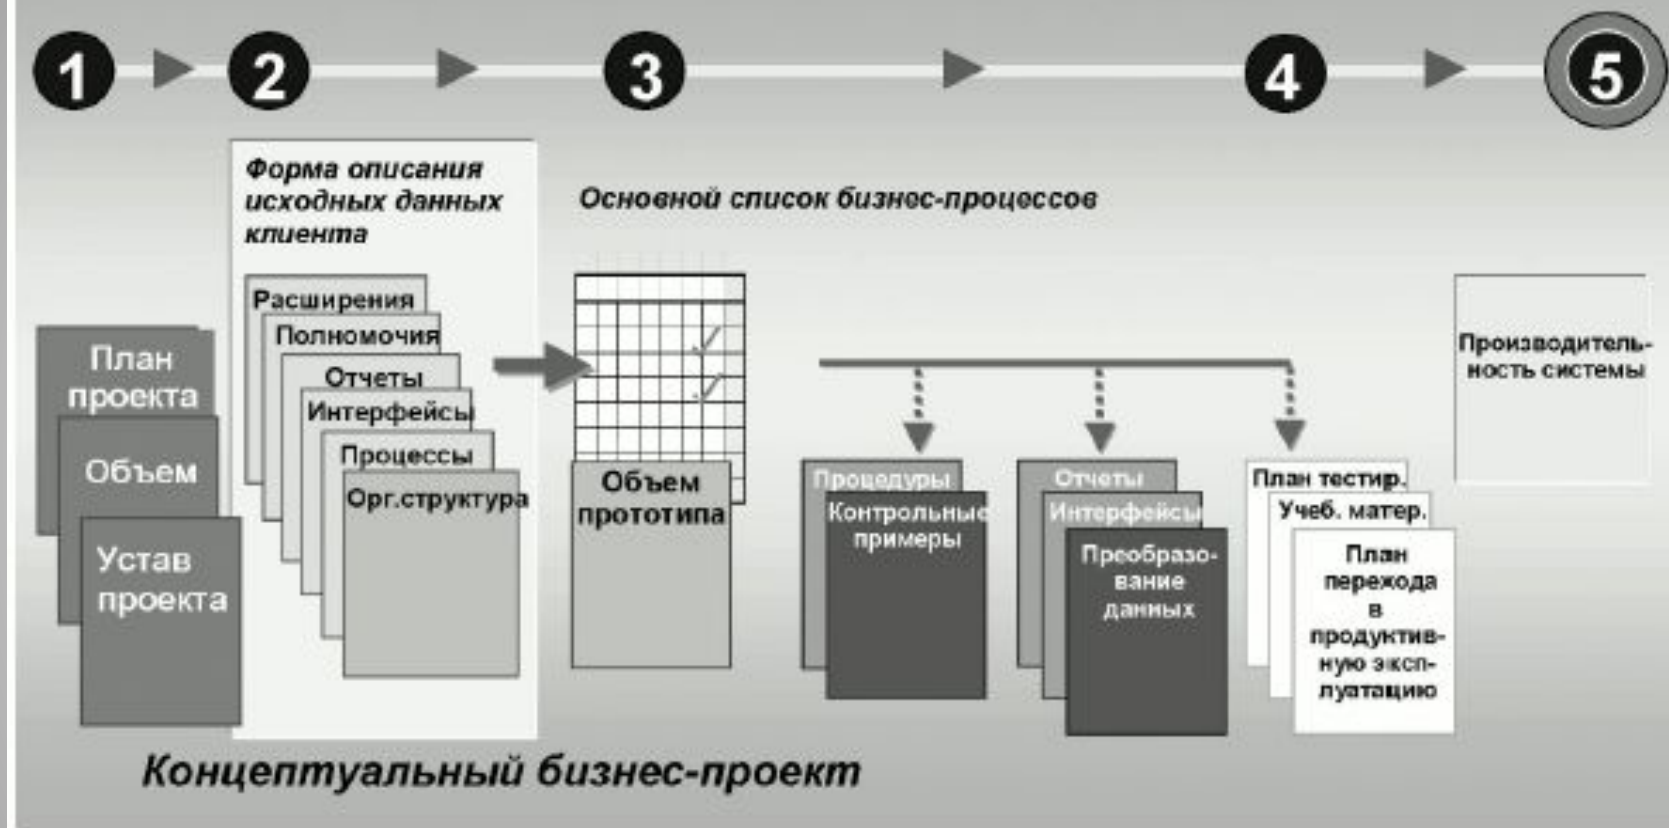 1
2
3
4
5
Форма описания
исходных данных
клиента
Основной список бизнес-процессов
Расширения
Полномочия
Отчеты
Интерфейсы
Процессы
Орг.структура
План
проекта
Объем
Устав
проекта
Объем
прототипа
Процедуры
Контрольные
примеры
Отчеты
Интерфейсы
Преобразо-
вание
данных
План тестир.
Учеб. матер.
План
перехода
в
продуктив-
ную эксп-
луатацию
Производитель-
ность системы
Концептуальный бизнес-проект